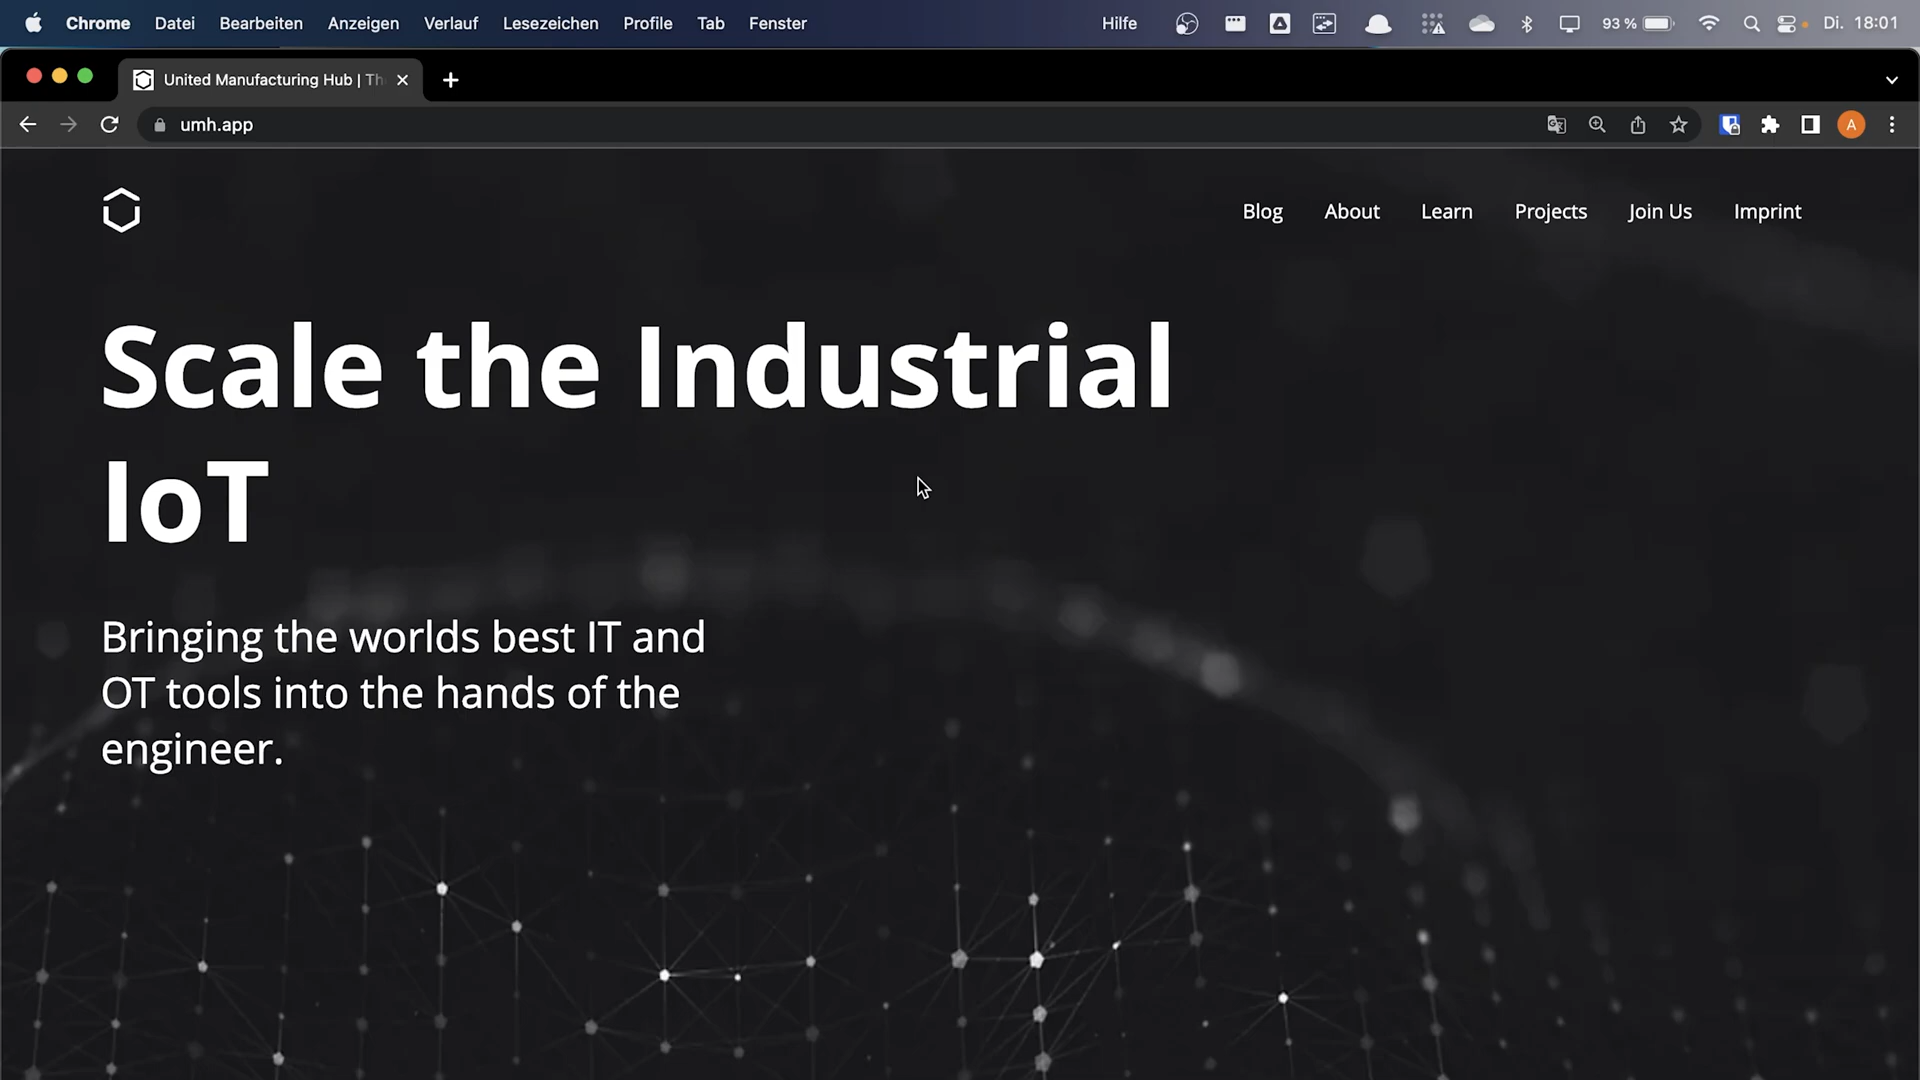 Chrome Datei Bearbeiten Anzeigen Verlauf Lesezeichen Profile Tab Fenster Hilfe 93 % Di. 18:01
United Manufacturing Hub | Th
umh.app
A
Blog About Learn Projects Join Us Imprint
Scale the Industrial
IoT
Bringing the worlds best IT and
OT tools into the hands of the
engineer.